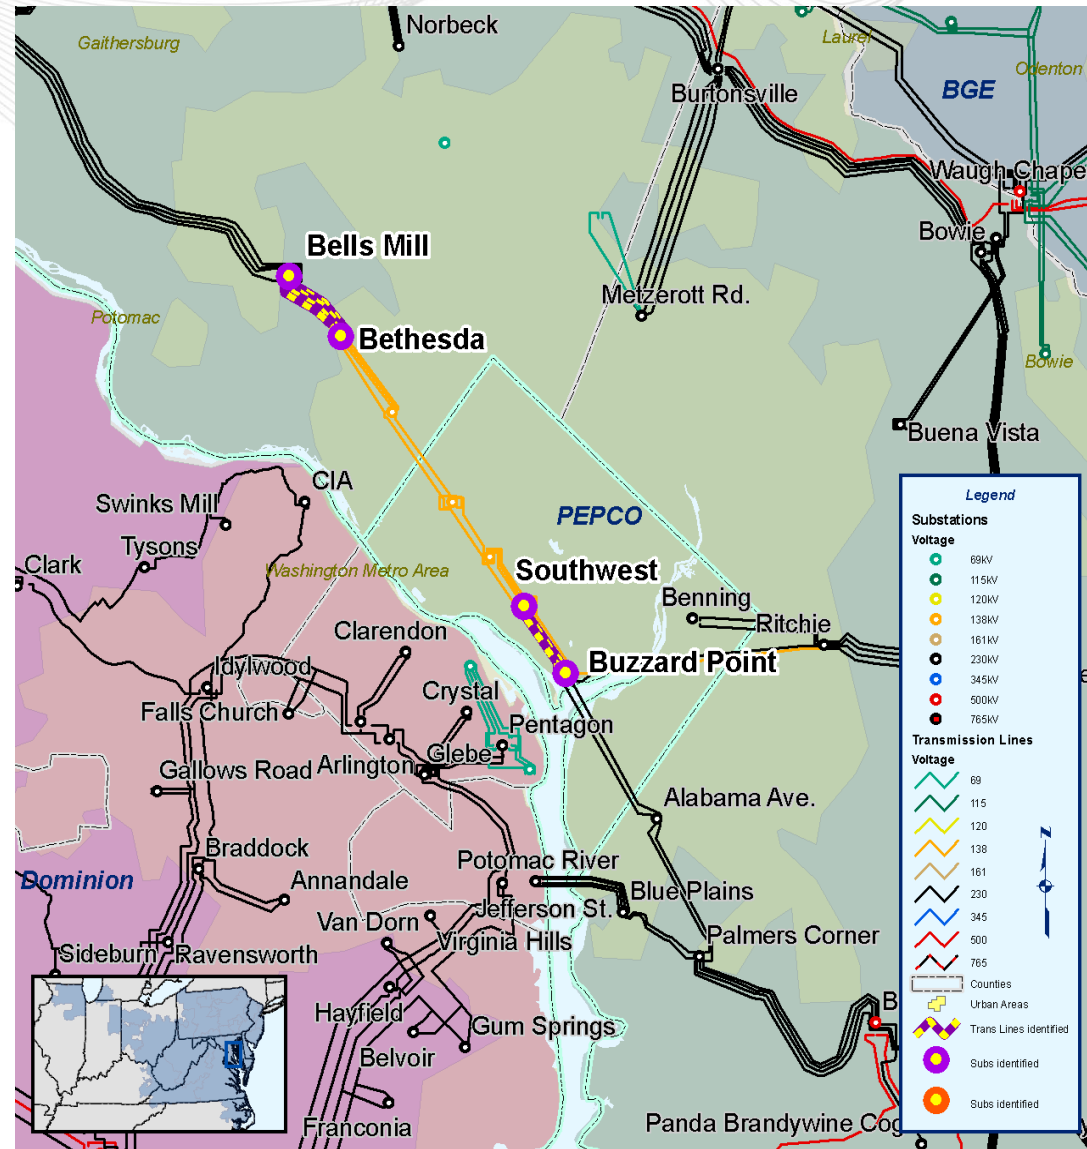 Gaithersburg
Norbeck
Laurel
Odenton
BGE
Burtonsville
Waugh Chape
Bowie
Bells Mill
Metzerott Rd.
Potomac
Bethesda
Bowie
Buena Vista
CIA
Swinks Mill
PEPCO
Tysons
Clark
Washington Metro Area
Southwest
Benning
Ritchie
Clarendon
Idylwood
Buzzard Point
Crystal
Falls Church
Pentagon
Glebe
Gallows Road
Arlington
Alabama Ave.
Braddock
Potomac River
Dominion
Annandale
Blue Plains
Jefferson St.
Van Dorn
Virginia Hills
Palmers Corner
Sideburn
Ravensworth
B
Hayfield
Gum Springs
Belvoir
Franconia
Panda Brandywine Cog
Legend
Substations
Voltage
69kV
115kV
120kV
138kV
161kV
230kV
345kV
500kV
765kV
Transmission Lines
Voltage
69
115
120
138
161
230
345
500
765
Counties
Urban Areas
Trans Lines identified
Subs identified
Subs identified
N